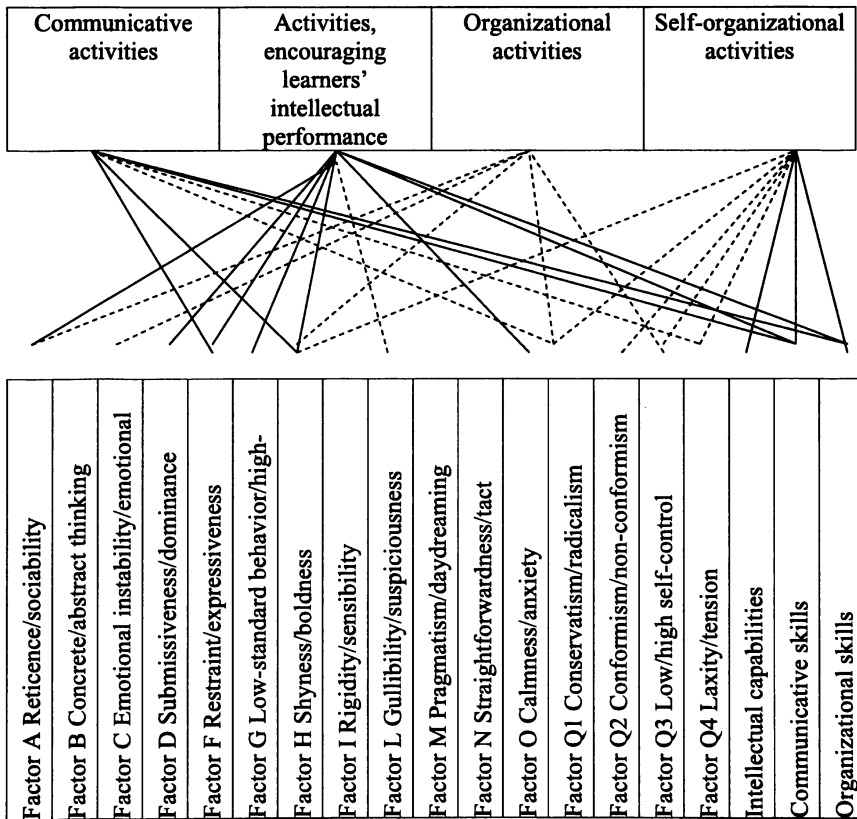 Communicative
activities
Activities,
encouraging
learners'
intellectual
performance
Organizational
activities
Self-organizational
activities
Factor A Reticence/sociability
Factor B Concrete/abstract thinking
Factor C Emotional instability/emotional
Factor D Submissiveness/dominance
Factor F Restraint/expressiveness
Factor G Low-standard behavior/high-
Factor H Shyness/boldness
Factor I Rigidity/sensibility
Factor L Gullibility/suspiciousness
Factor M Pragmatism/daydreaming
Factor N Straightforwardness/tact
Factor O Calmness/anxiety
Factor Q1 Conservatism/radicalism
Factor Q2 Conformism/non-conformism
Factor Q3 Low/high self-control
Factor Q4 Laxity/tension
Intellectual capabilities
Communicative skills
Organizational skills